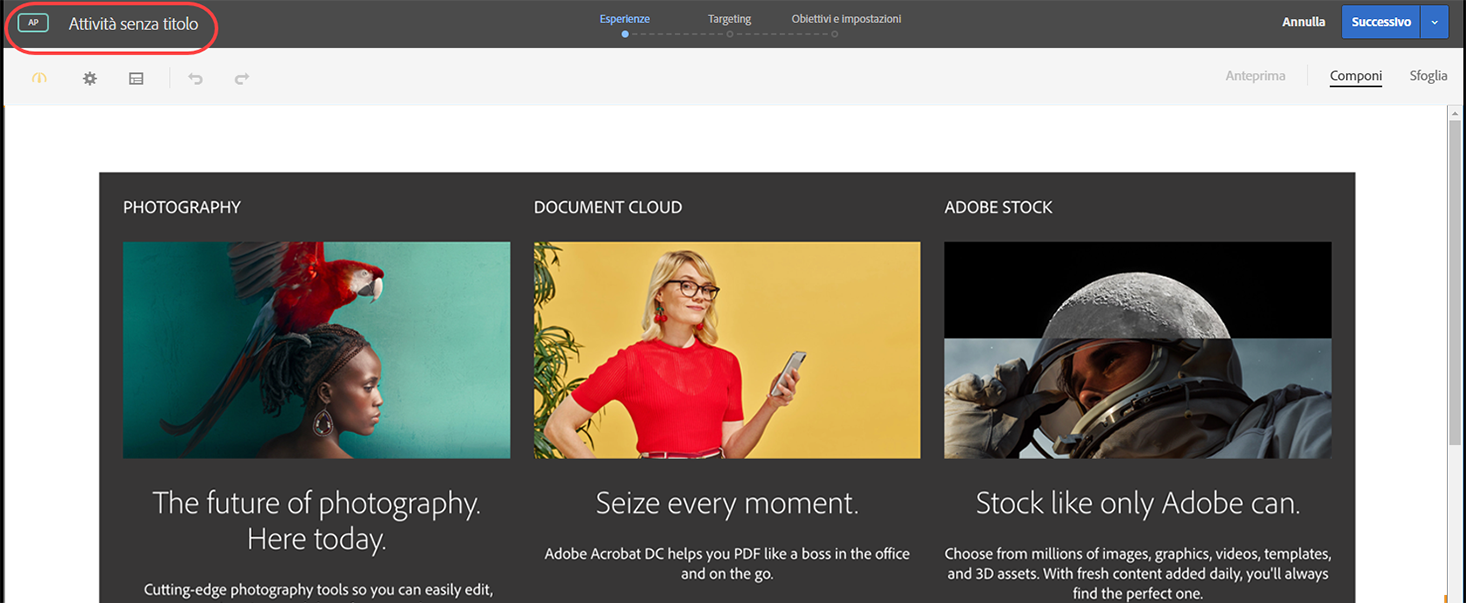 AP
Attività senza titolo
Esperienze
Targeting
Obiettivi e impostazioni
Annulla
Successivo
Anteprima
Componi
Sfoglia
PHOTOGRAPHY
The future of photography.
Here today.
Cutting-edge photography tools so you can easily edit,
DOCUMENT CLOUD
Seize every moment.
Adobe Acrobat DC helps you PDF like a boss in the office
and on the go.
ADOBE STOCK
Stock like only Adobe can.
Choose from millions of images, graphics, videos, templates,
and 3D assets. With fresh content added daily, you'll always
find the perfect one.